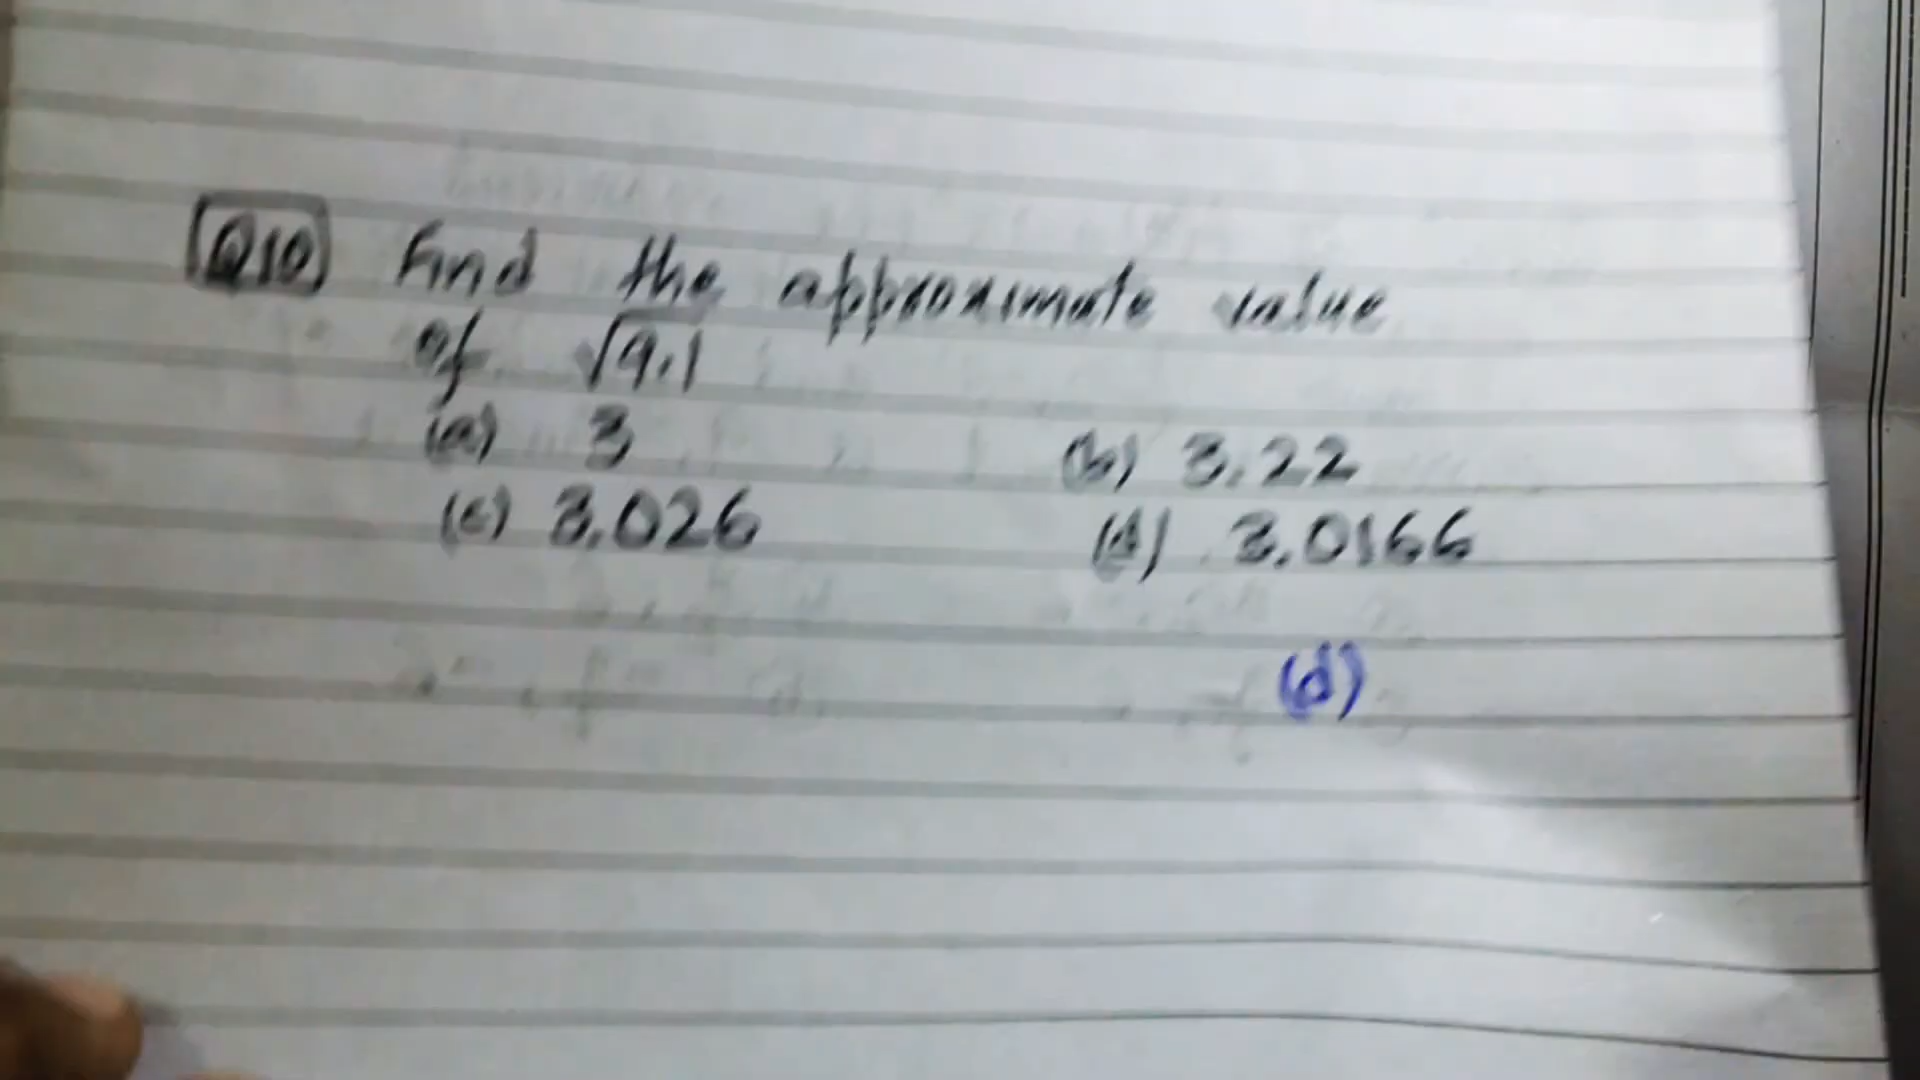 Q10 Find the approximate value
of √9.1
(a) 3 (b) 3.22
(c) 3.026 (d) 3.0166
(d)